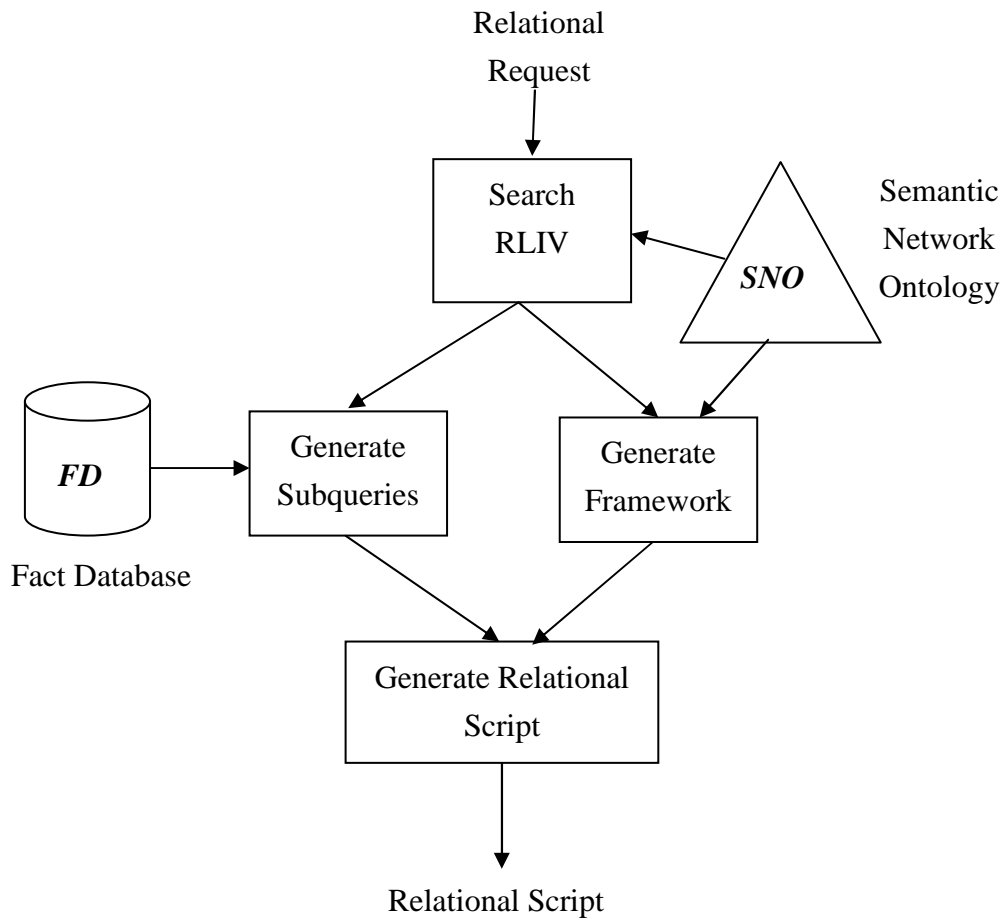 Relational
Request
Search
RLIV
Semantic
Network
Ontology
SNO
FD
Fact Database
Generate
Subqueries
Generate
Framework
Generate Relational
Script
Relational Script